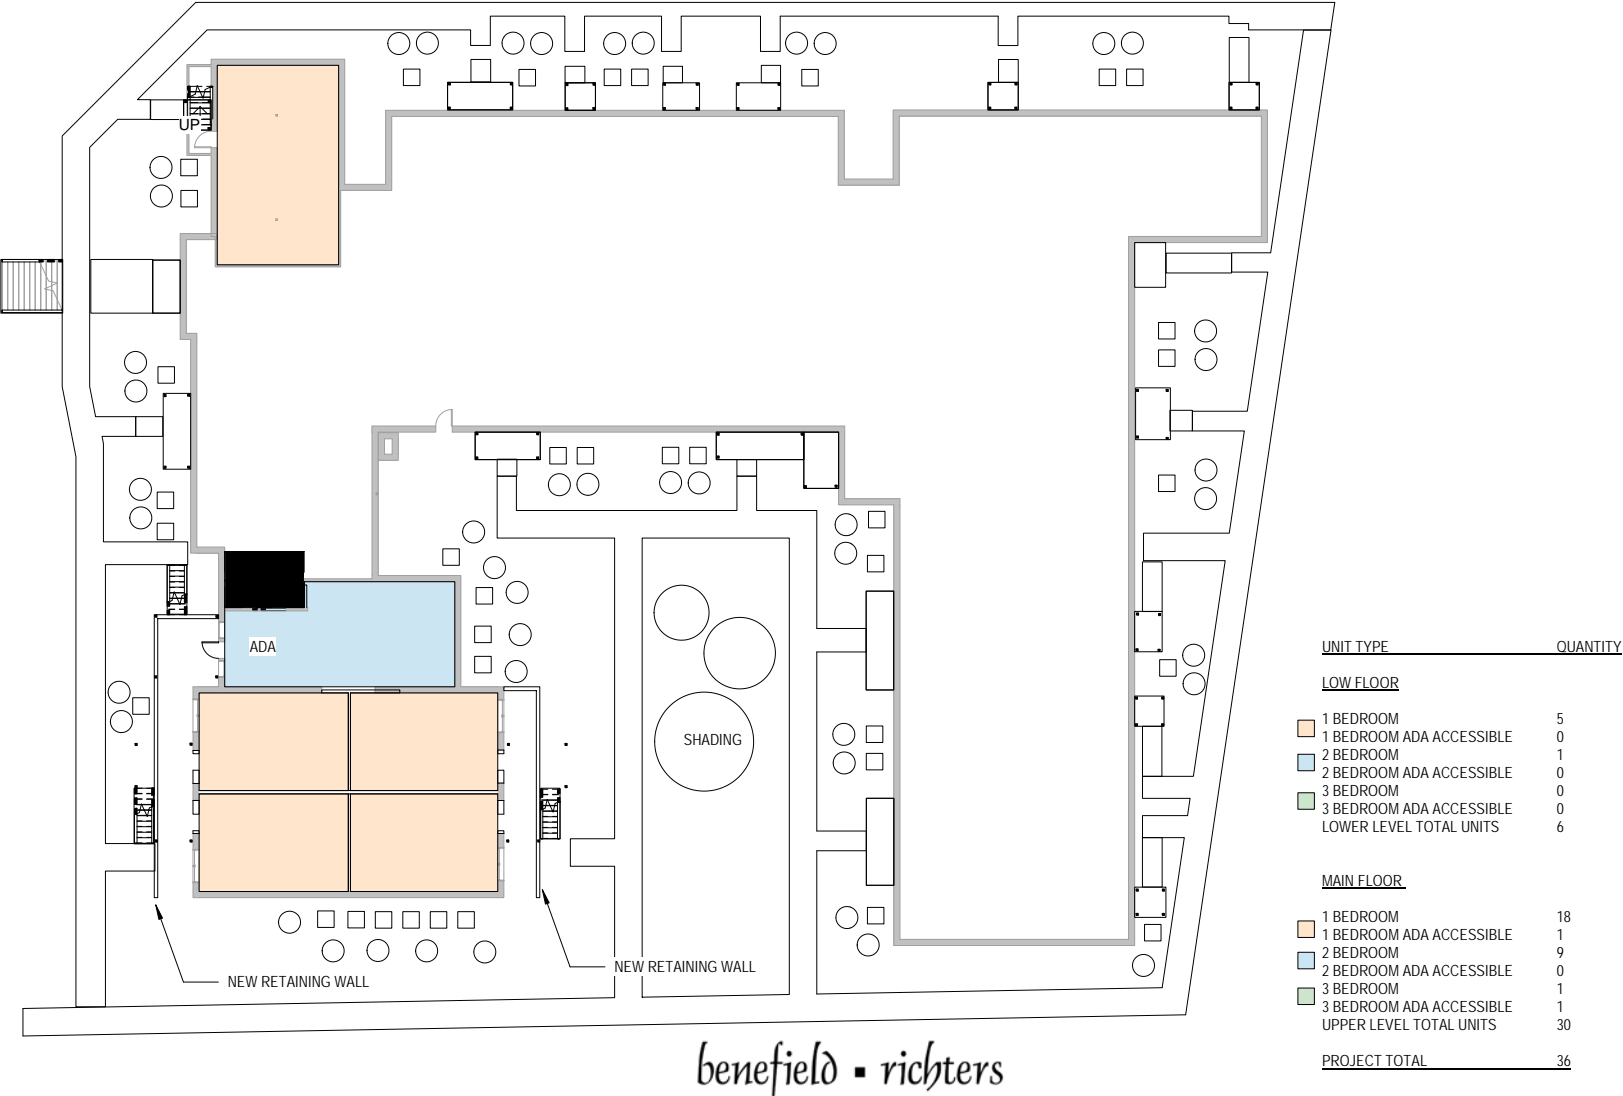 UP
ADA
SHADING
NEW RETAINING WALL
NEW RETAINING WALL
UNIT TYPE QUANTITY
LOW FLOOR
1 BEDROOM 5
1 BEDROOM ADA ACCESSIBLE 0
2 BEDROOM 1
2 BEDROOM ADA ACCESSIBLE 0
3 BEDROOM 0
3 BEDROOM ADA ACCESSIBLE 0
LOWER LEVEL TOTAL UNITS 6
MAIN FLOOR
1 BEDROOM 18
1 BEDROOM ADA ACCESSIBLE 1
2 BEDROOM 9
2 BEDROOM ADA ACCESSIBLE 0
3 BEDROOM 1
3 BEDROOM ADA ACCESSIBLE 1
UPPER LEVEL TOTAL UNITS 30
PROJECT TOTAL 36
benefield ▪ richters